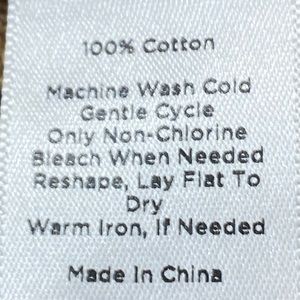 100% Cotton
Machine Wash Cold
Gentle Cycle
Only Non-Chlorine
Bleach When Needed
Reshape, Lay Flat To
Dry
Warm Iron, If Needed
Made In China